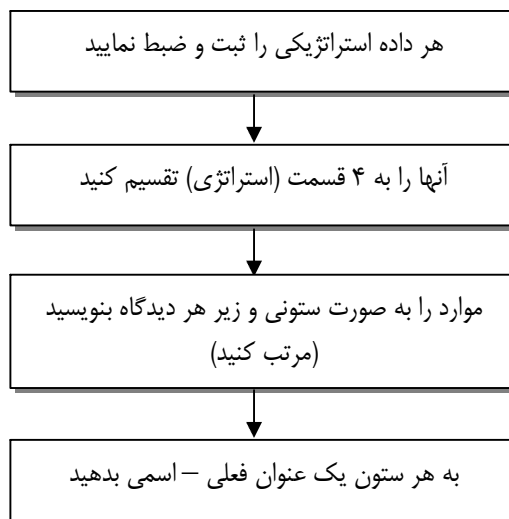 هر داده استراتژیکی را ثبت و ضبط نمایید
آنها را به ۴ قسمت (استراتژی) تقسیم کنید
موارد را به صورت ستونی و زیر هر دیدگاه بنویسید
(مرتب کنید)
به هر ستون یک عنوان فعلی – اسمی بدهید